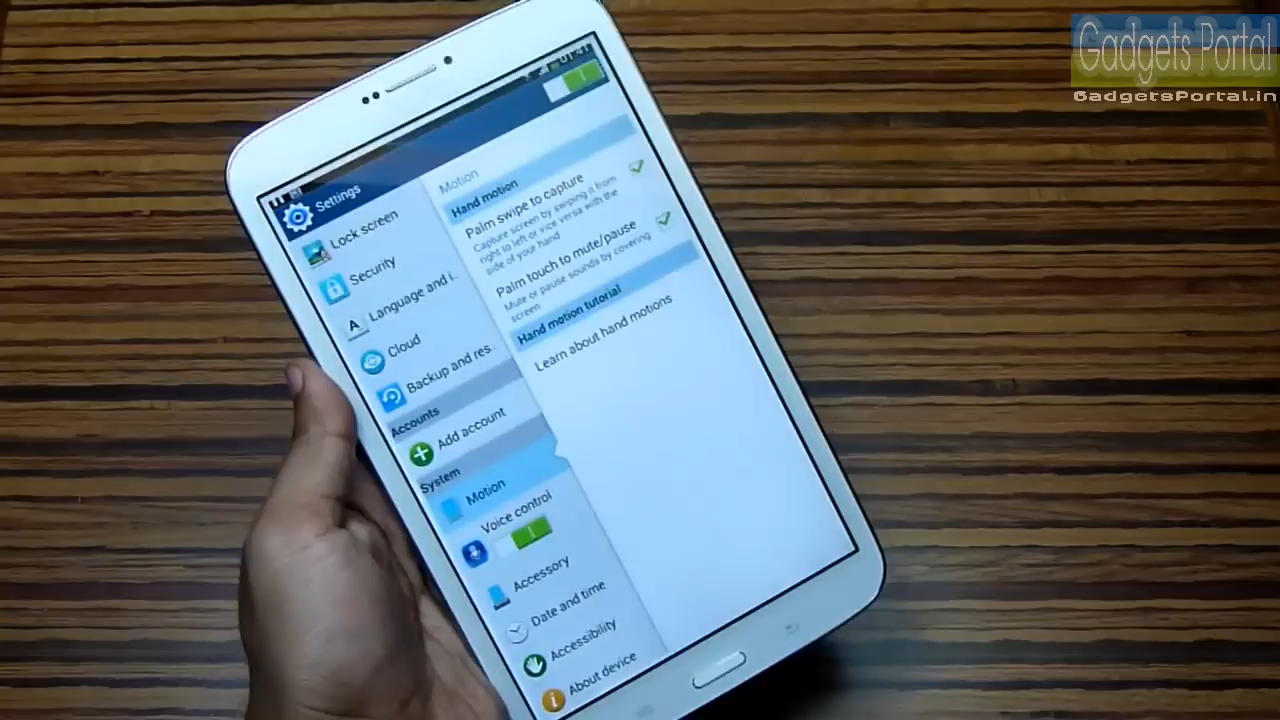 Gadgets Portal
GadgetsPortal.in
Settings
Lock screen
Security
Language and i..
Cloud
Backup and res..
Accounts
Add account
System
Motion
Voice control
Accessory
Date and time
Accessibility
About device
Motion
Hand motion
Palm swipe to capture
Capture screen by swiping it from
right to left or vice versa with the
side of your hand
Palm touch to mute/pause
Mute or pause sounds by covering
screen
Hand motion tutorial
Learn about hand motions